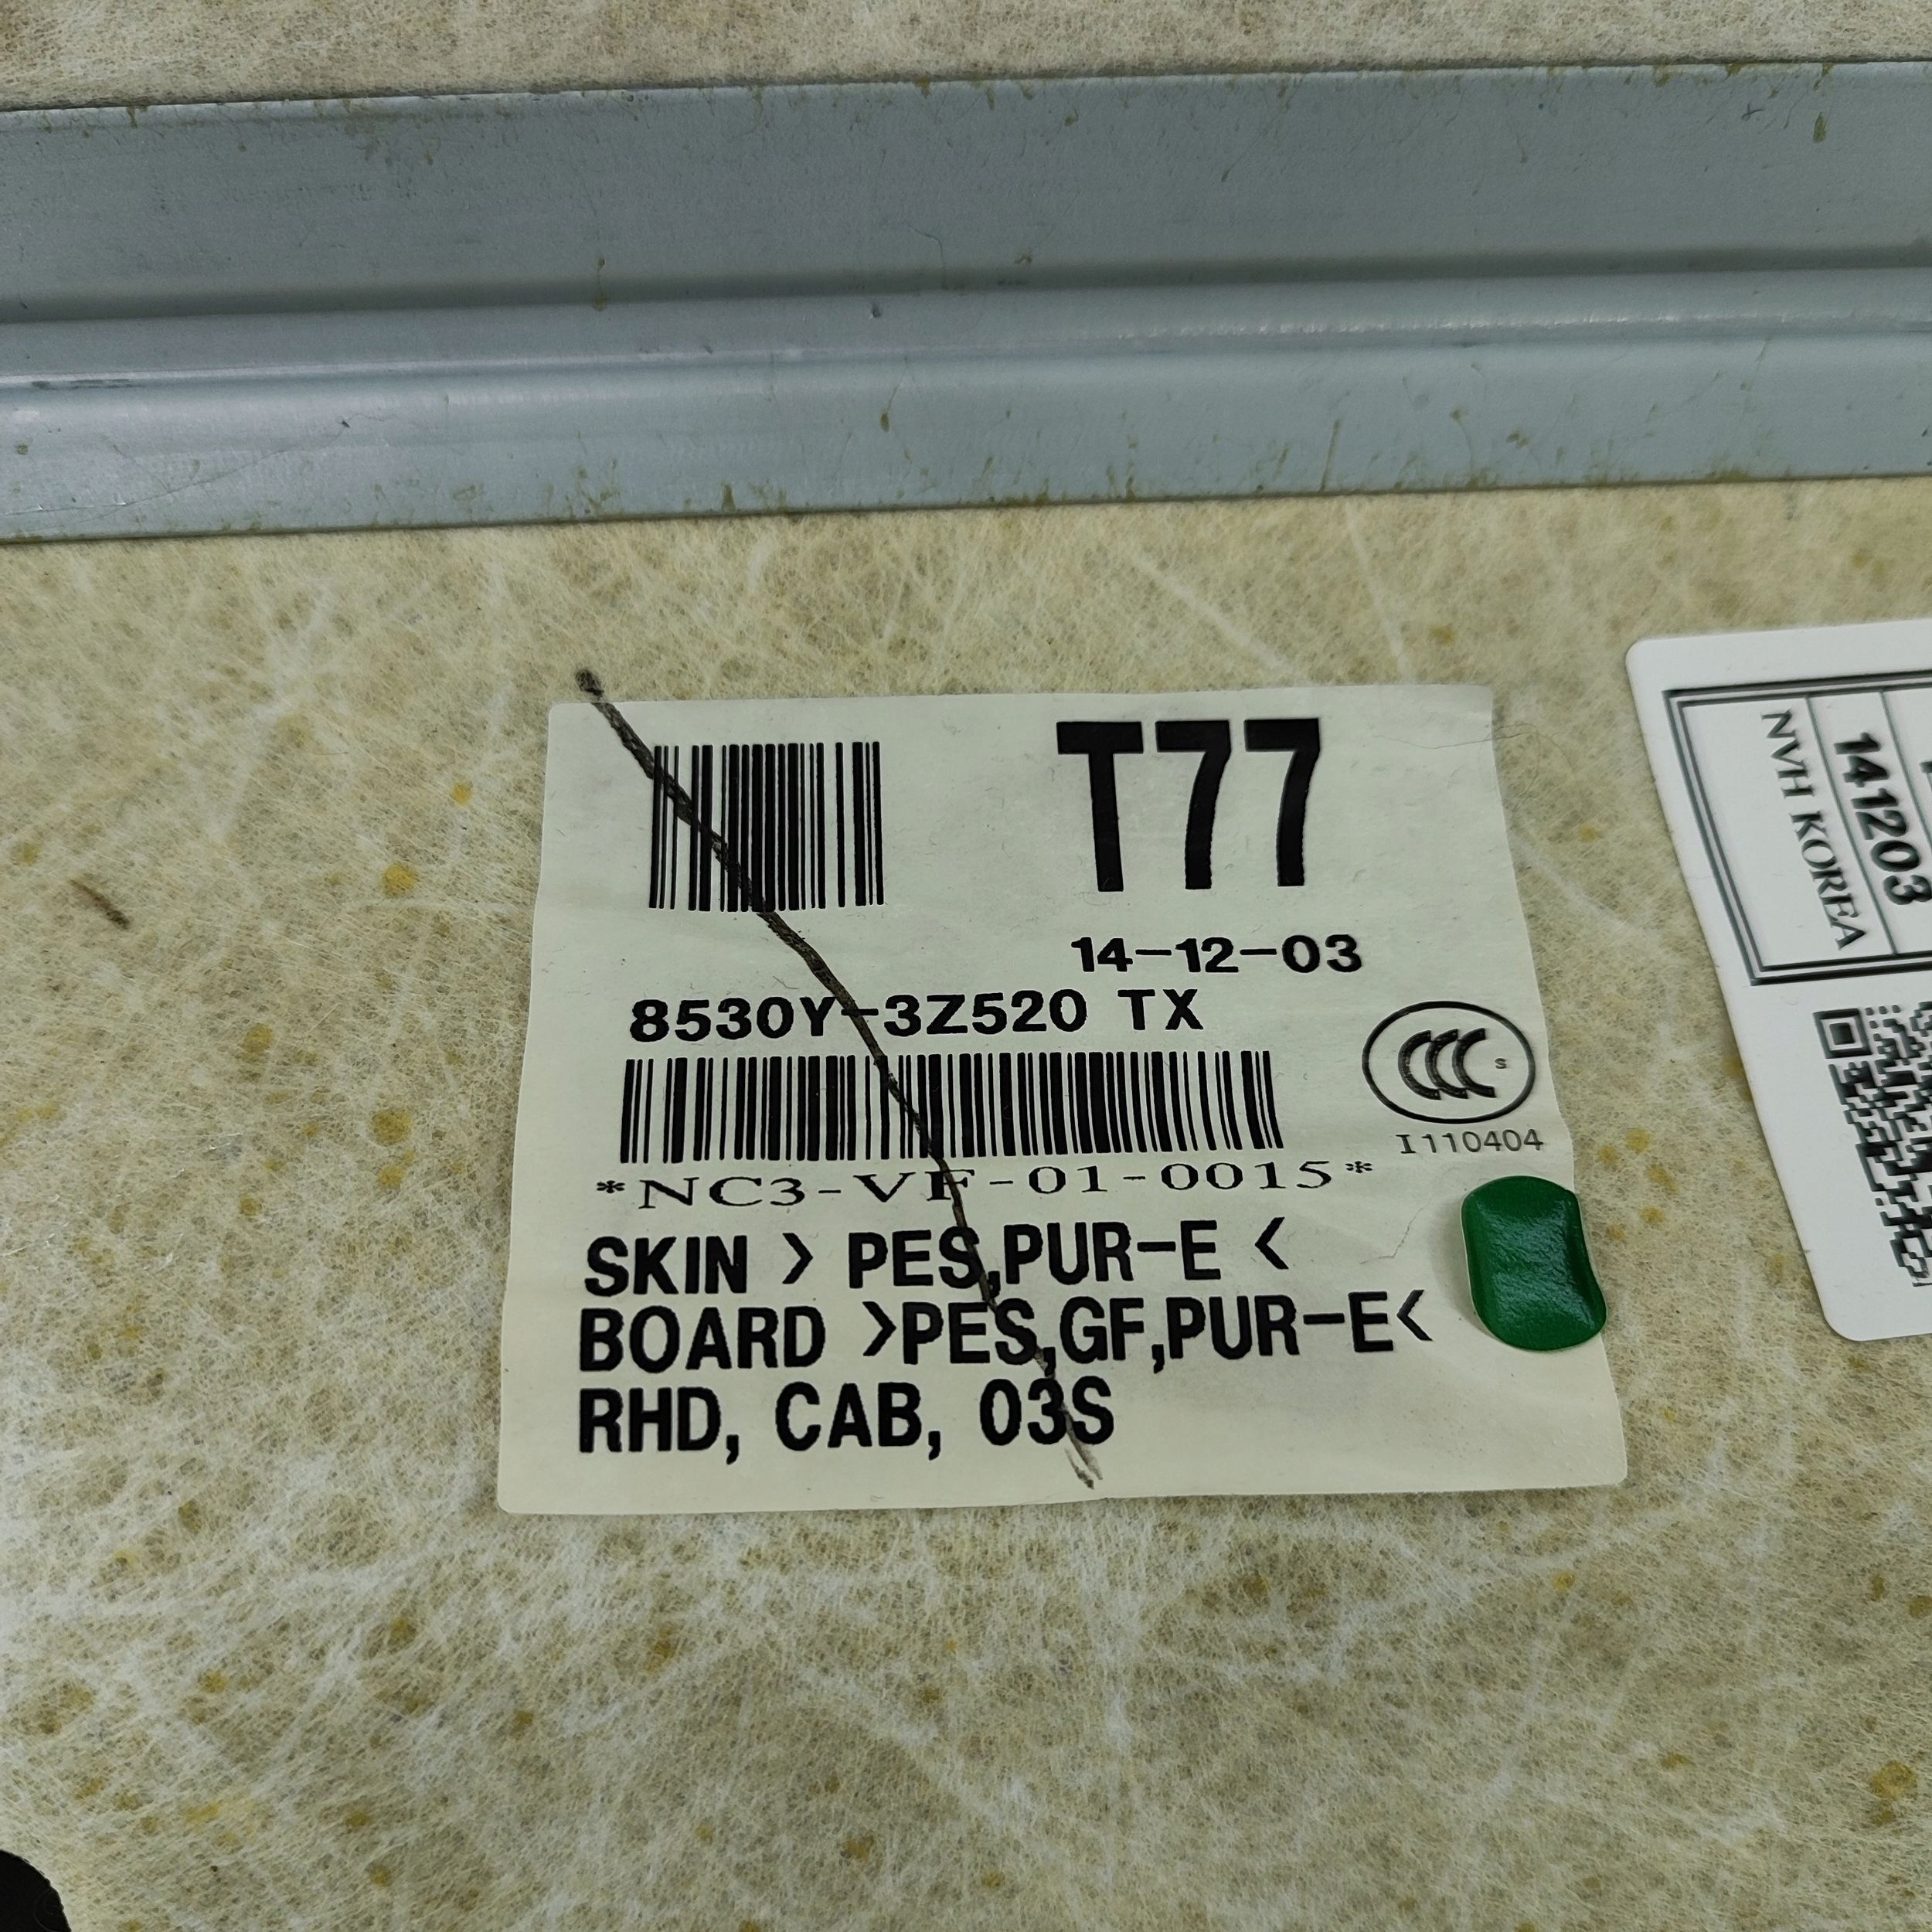 T77
14-12-03
8530Y-3Z520 TX
CCC S
I110404
*NC3-VF-01-0015*
SKIN > PES,PUR-E <
BOARD >PES,GF,PUR-E<
RHD, CAB, 03S
141203
NVH KOREA